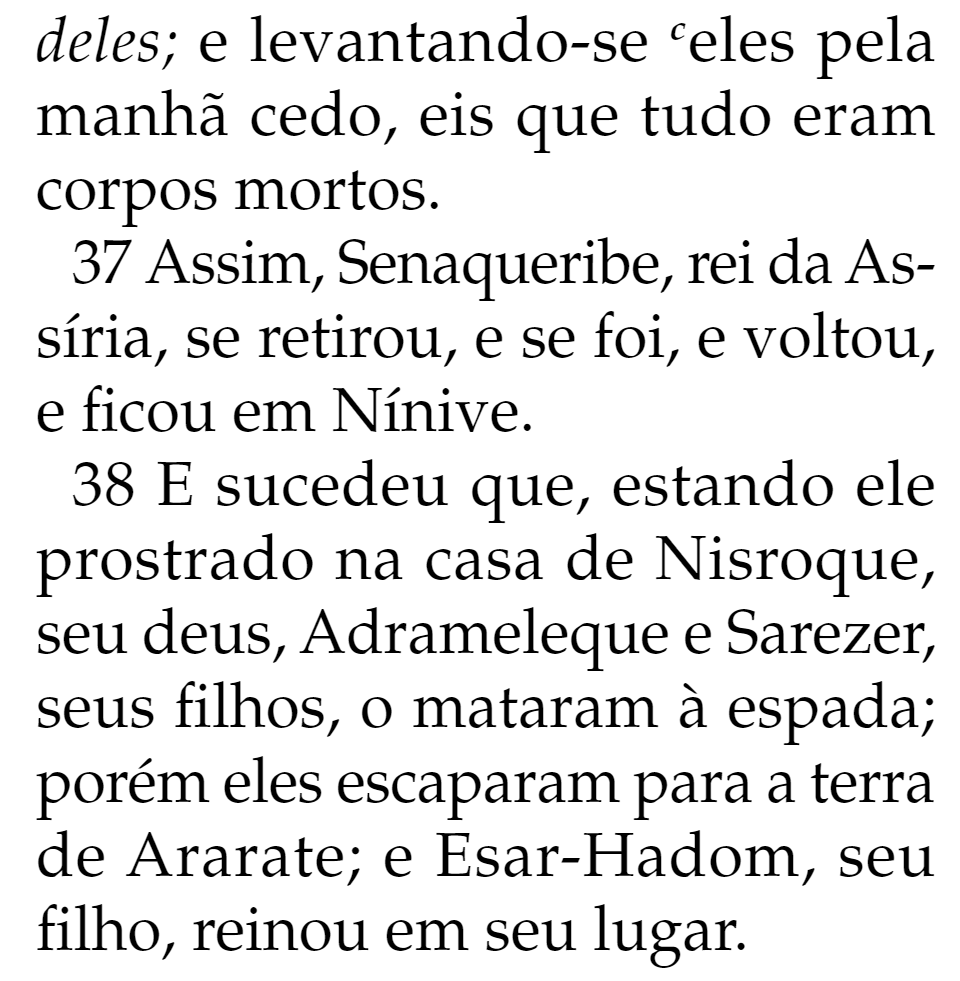 deles; e levantando-se ᶜeles pela
manhã cedo, eis que tudo eram
corpos mortos.
37 Assim, Senaqueribe, rei da As-
síria, se retirou, e se foi, e voltou,
e ficou em Nínive.
38 E sucedeu que, estando ele
prostrado na casa de Nisroque,
seu deus, Adrameleque e Sarezer,
seus filhos, o mataram à espada;
porém eles escaparam para a terra
de Ararate; e Esar-Hadom, seu
filho, reinou em seu lugar.